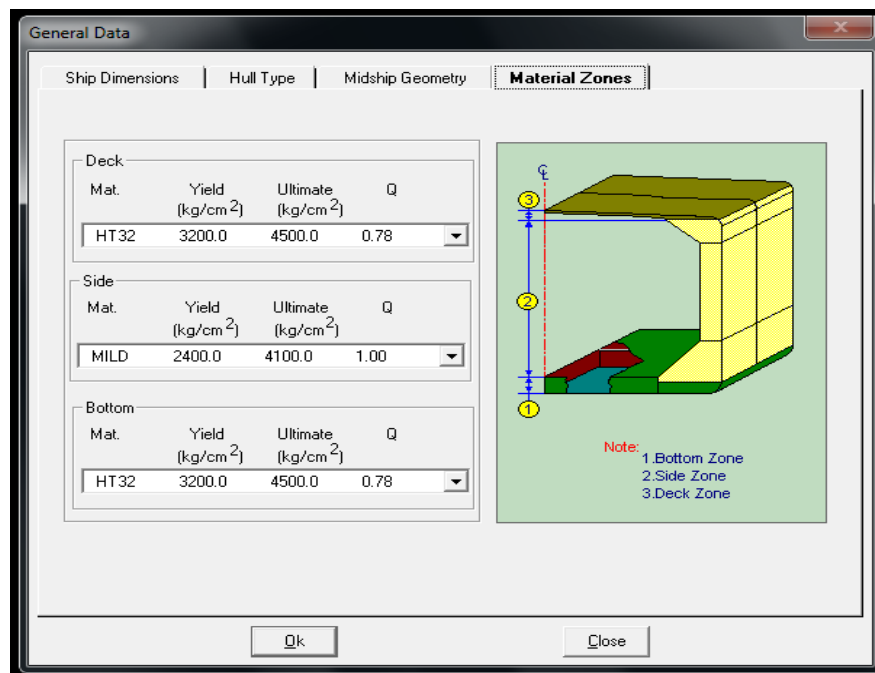 General Data
Ship Dimensions Hull Type Midship Geometry Material Zones
Deck
Mat. Yield Ultimate Q
(kg/cm2) (kg/cm2)
HT32 3200.0 4500.0 0.78
Side
Mat. Yield Ultimate Q
(kg/cm2) (kg/cm2)
MILD 2400.0 4100.0 1.00
Bottom
Mat. Yield Ultimate Q
(kg/cm2) (kg/cm2)
HT32 3200.0 4500.0 0.78
℄
3
2
1
Note:
1.Bottom Zone
2.Side Zone
3.Deck Zone
Ok Close